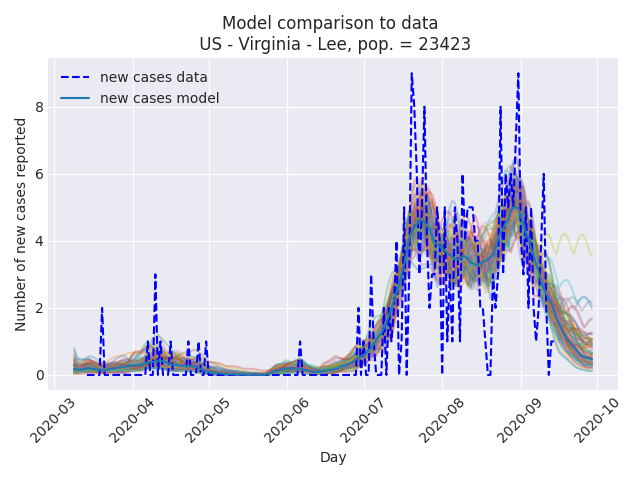 Model comparison to data
US - Virginia - Lee, pop. = 23423
new cases data
new cases model
Number of new cases reported
8
6
4
2
0
2020-03
2020-04
2020-05
2020-06
2020-07
2020-08
2020-09
2020-10
Day